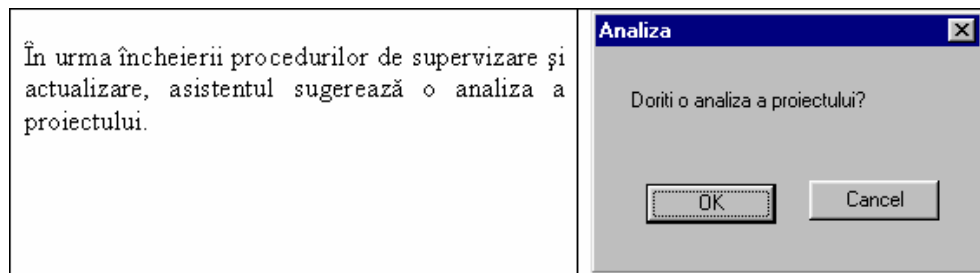 În urma încheierii procedurilor de supervizare şi
actualizare, asistentul sugerează o analiza a
proiectului.
Analiza
Doriti o analiza a proiectului?
OK
Cancel